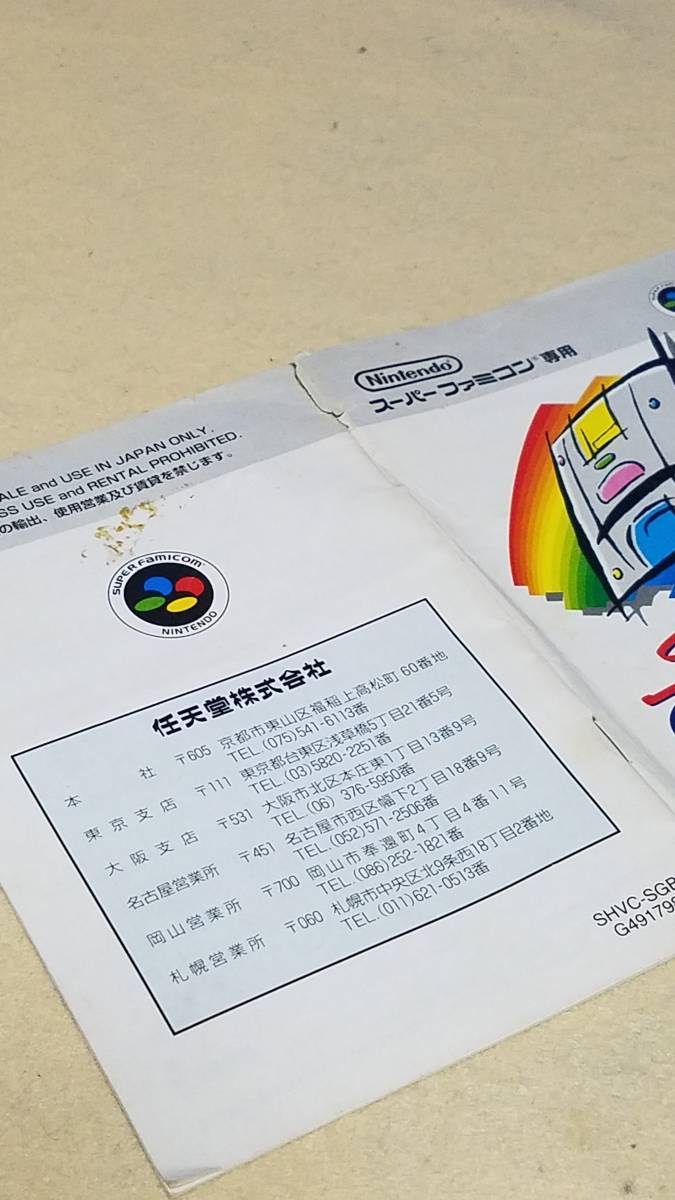 ALE and USE IN JAPAN ONLY.
SS USE and RENTAL PROHIBITED.
の輸出、使用営業及び賃貸を禁じます。
SUPER FAMICOM
NINTENDO
任天堂株式会社
本 社 〒605 京都市東山区福稲上高松町60番地
TEL.(075)541-6113番
東京支店 〒111 東京都台東区浅草橋5丁目21番5号
TEL.(03)5820-2251番
大阪支店 〒531 大阪市北区本庄東1丁目13番9号
TEL.(06) 376-5950番
名古屋営業所 〒451 名古屋市西区幅下2丁目18番9号
TEL.(052)571-2506番
岡山営業所 〒700 岡山市奉還町4丁目4番11号
TEL.(086)252-1821番
札幌営業所 〒060 札幌市中央区北9条西18丁目2番地
TEL.(011)621-0513番
Nintendo
スーパーファミコン®専用
SHVC-SGB
G491798